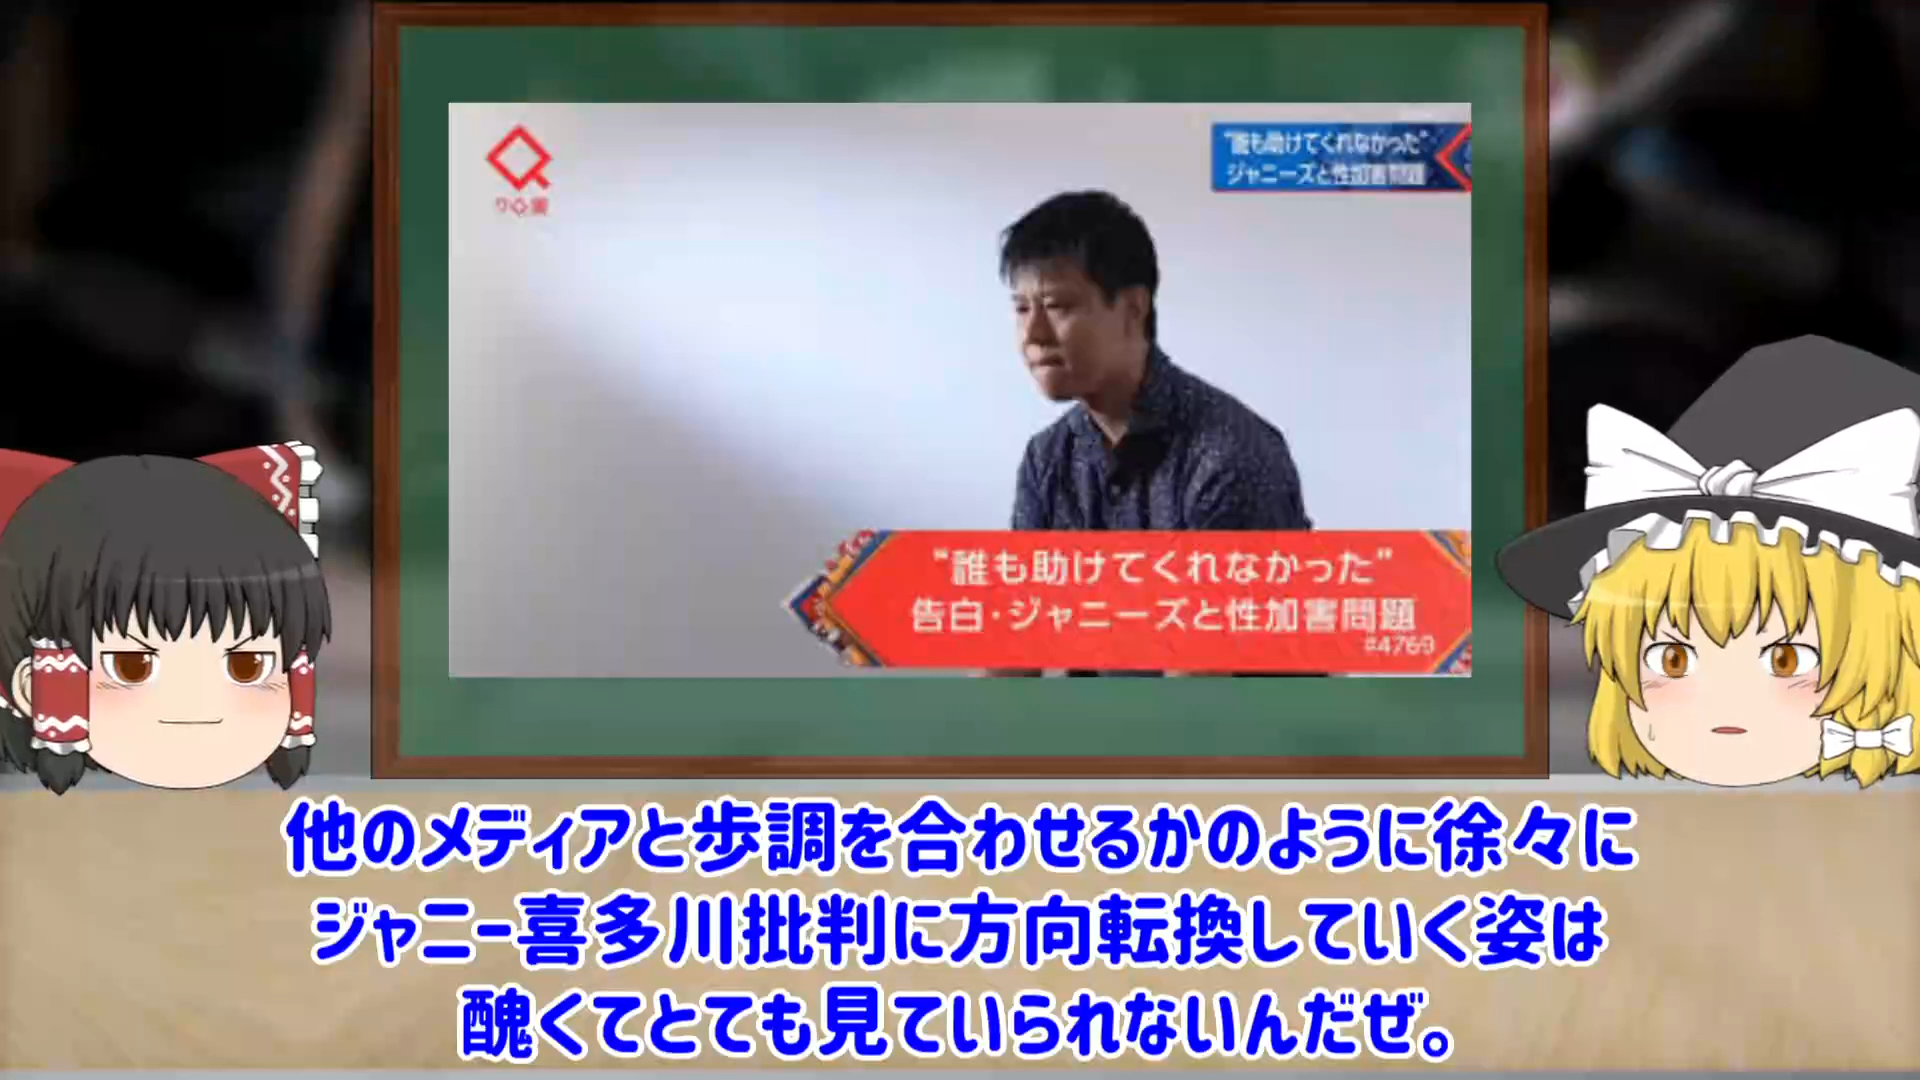 "誰も助けてくれなかった"
ジャニーズと性加害問題
"誰も助けてくれなかった"
告白・ジャニーズと性加害問題
#4769
他のメディアと歩調を合わせるかのように徐々に
ジャニー喜多川批判に方向転換していく姿は
醜くてとても見ていられないんだぜ。